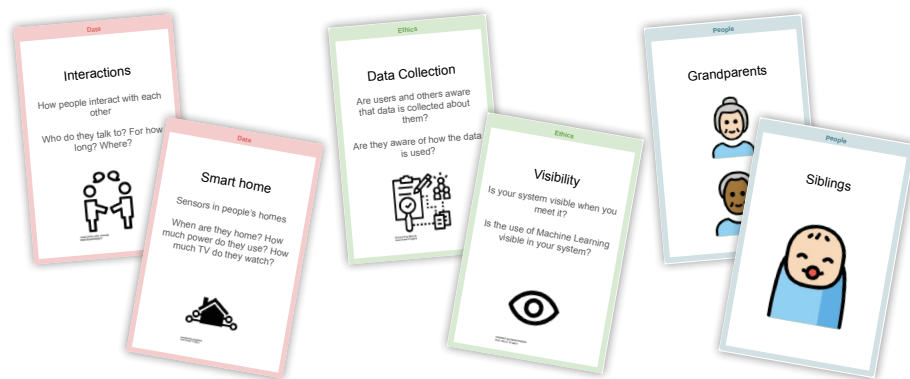 Data
Interactions
How people interact with each
other
Who do they talk to? For how
long? Where?
Data
Smart home
Sensors in people's homes
When are they home? How
much power do they use? How
much TV do they watch?
Ethics
Data Collection
Are users and others aware
that data is collected about
them?
Are they aware of how the data
is used?
Ethics
Visibility
Is your system visible when you
meet it?
Is the use of Machine Learning
visible in your system?
People
Grandparents
People
Siblings